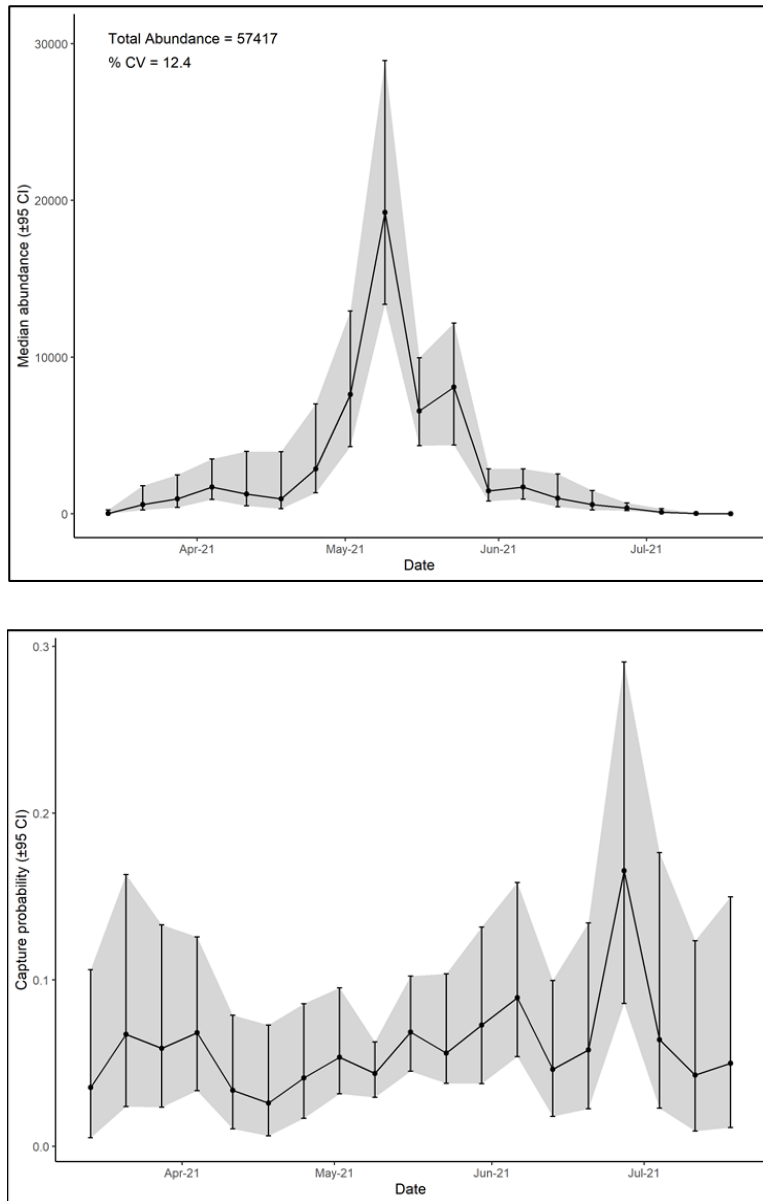 Total Abundance = 57417
% CV = 12.4
30000
20000
10000
0
Median abundance (±95 CI)
Apr-21 May-21 Jun-21 Jul-21
Date
0.3
0.2
0.1
0.0
Capture probability (±95 CI)
Apr-21 May-21 Jun-21 Jul-21
Date